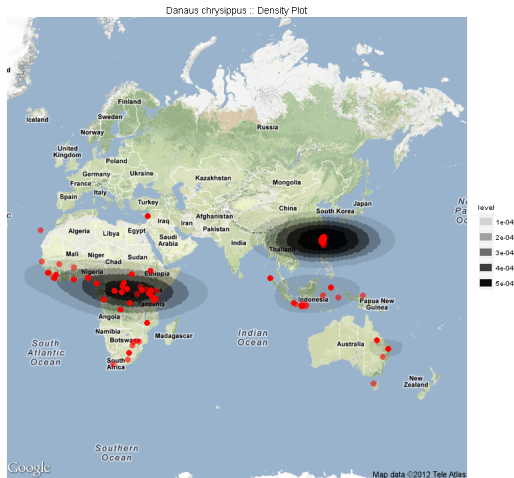 Danaus chrysippus :: Density Plot
Iceland
Finland
Sweden
Norway
Russia
United
Kingdom
Poland
Germany
Ukraine
France
Kazakhstan
Mongolia
Spain
Italy
Turkey
Japan
South Korea
China
Afghanistan
Iraq
Iran
Pakistan
Algeria
Libya
Egypt
Saudi
Arabia
India
Thailand
Mali
Niger
Chad
Sudan
Nigeria
Ethiopia
Tanzania
Indonesia
Papua New
Guinea
Angola
Namibia
Madagascar
Botswana
South
Africa
South
Atlantic
Ocean
Indian
Ocean
Australia
New
Zealand
Southern
Ocean
Google
Map data ©2012 Tele Atlas
level
1e-04
2e-04
3e-04
4e-04
5e-04